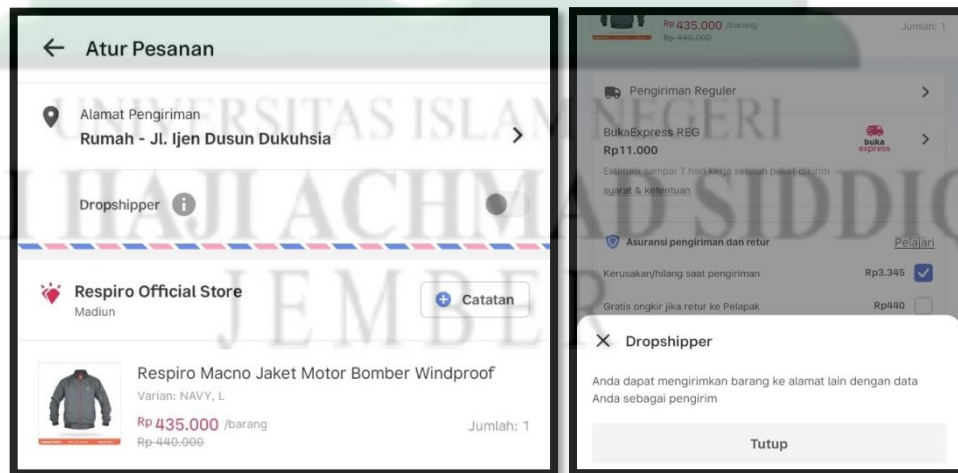 Atur Pesanan
Alamat Pengiriman
Rumah - Jl. Ijen Dusun Dukuhsia
Dropshipper
Respiro Official Store
Madiun
Catatan
Respiro Macno Jaket Motor Bomber Windproof
Varian: NAVY, L
Rp 435.000 /barang
Rp 440.000
Jumlah: 1
Rp 435.000 /barang
Rp 440.000
Jumlah: 1
Pengiriman Reguler
BukaExpress REG
Rp11.000
buka
express
Estimasi sampai 7 hari kerja setelah paket dikirim
syarat & ketentuan
Asuransi pengiriman dan retur
Pelajari
Kerusakan/hilang saat pengiriman
Rp3.345
Gratis ongkir jika retur ke Pelapak
Rp440
Dropshipper
Anda dapat mengirimkan barang ke alamat lain dengan data
Anda sebagai pengirim
Tutup
UNIVERSITAS ISLAM NEGERI
I HAJI ACHMAD SIDDIQ
JEMBER